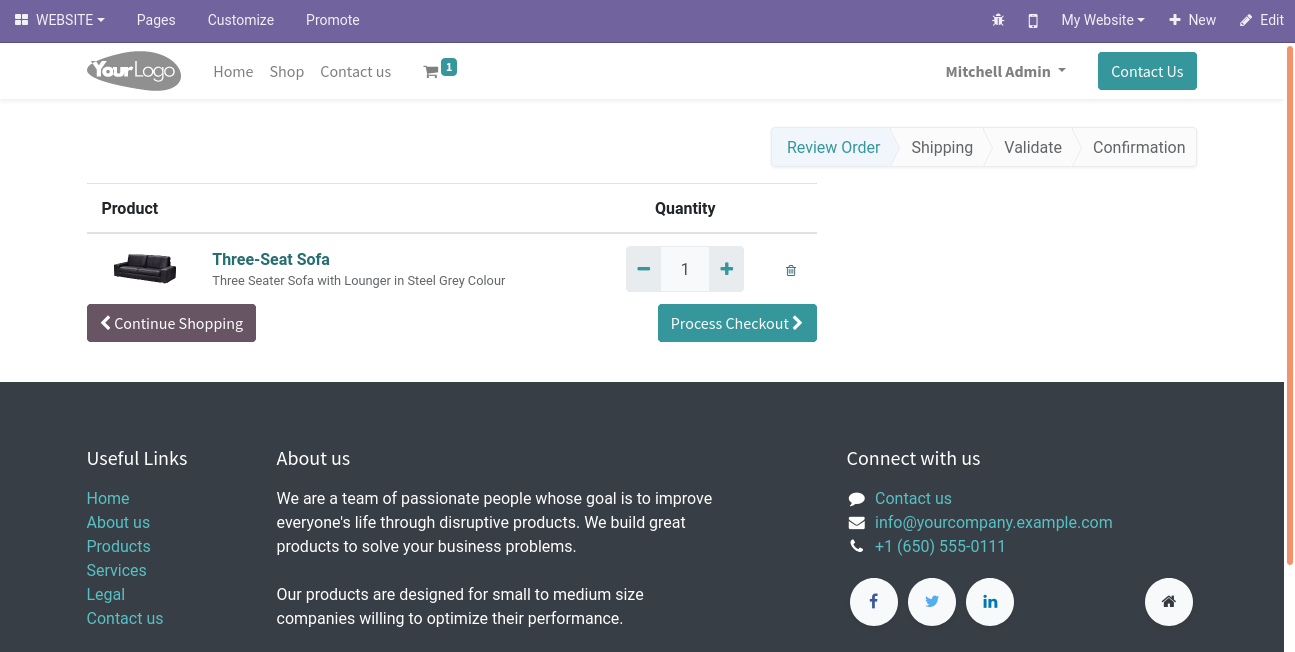 WEBSITE Pages Customize Promote My Website New Edit
YourLogo Home Shop Contact us 1 Mitchell Admin Contact Us
Review Order Shipping Validate Confirmation
Product Quantity
Three-Seat Sofa
Three Seater Sofa with Lounger in Steel Grey Colour
1
Continue Shopping Process Checkout
Useful Links
Home
About us
Products
Services
Legal
Contact us
About us
We are a team of passionate people whose goal is to improve
everyone's life through disruptive products. We build great
products to solve your business problems.
Our products are designed for small to medium size
companies willing to optimize their performance.
Connect with us
Contact us
info@yourcompany.example.com
+1 (650) 555-0111